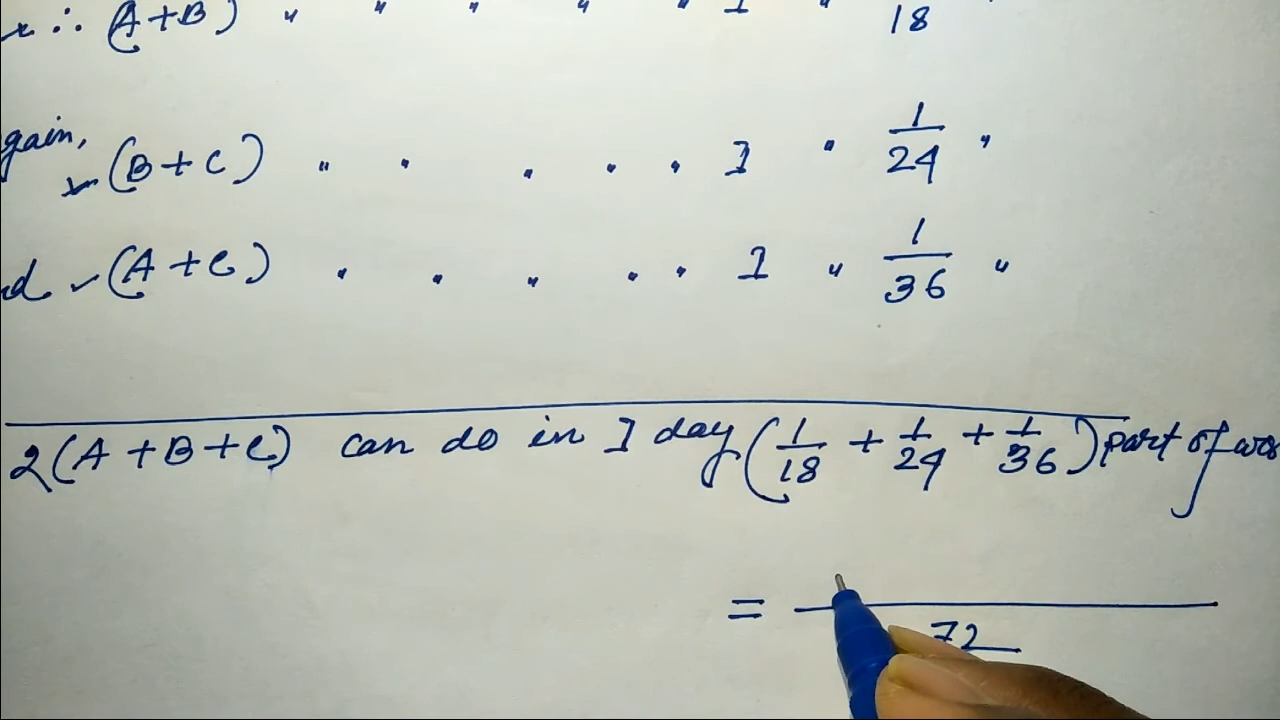 ∴ (A+B) " " " " " 1 " 18
gain, (B+C) " " " " " 1 " 1/24 "
d (A+C) " " " " " 1 " 1/36 "
2(A+B+C) can do in 1 day (1/18 + 1/24 + 1/36) part of
= /72